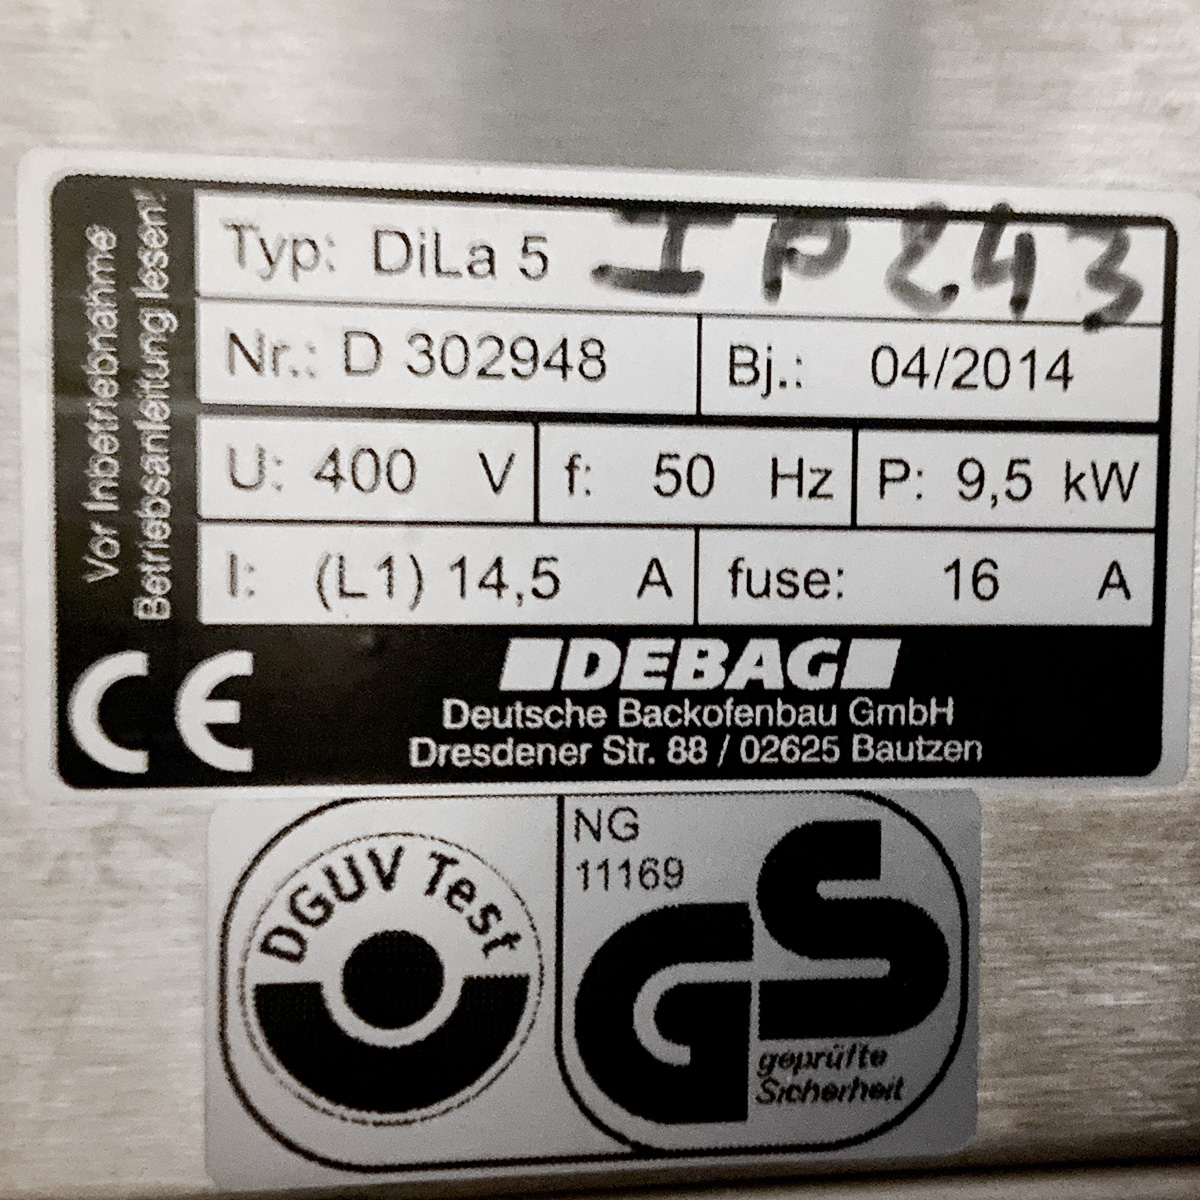 Vor Inbetriebnahme
Betriebsanleitung lesen!
Typ: DiLa 5 IP243
Nr.: D 302948 Bj.: 04/2014
U: 400 V f: 50 Hz P: 9,5 kW
I: (L1) 14,5 A fuse: 16 A
CE
DEBAG
Deutsche Backofenbau GmbH
Dresdener Str. 88 / 02625 Bautzen
DGUV Test
NG
11169
GS
geprüfte
Sicherheit